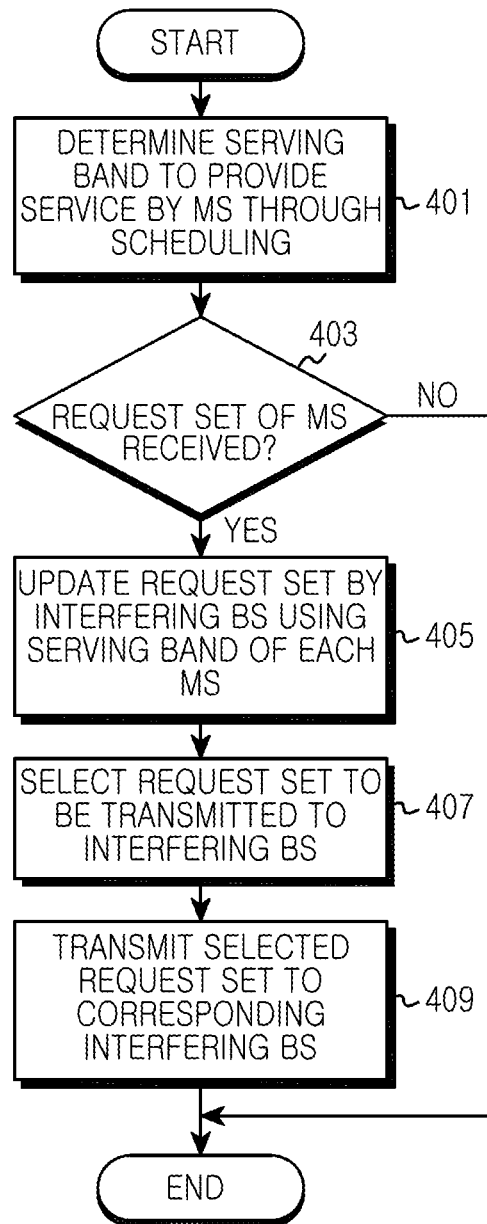 START
DETERMINE SERVING
BAND TO PROVIDE
SERVICE BY MS THROUGH
SCHEDULING
401
403
REQUEST SET OF MS
RECEIVED?
NO
YES
UPDATE REQUEST SET BY
INTERFERING BS USING
SERVING BAND OF EACH
MS
405
SELECT REQUEST SET TO
BE TRANSMITTED TO
INTERFERING BS
407
TRANSMIT SELECTED
REQUEST SET TO
CORRESPONDING
INTERFERING BS
409
END